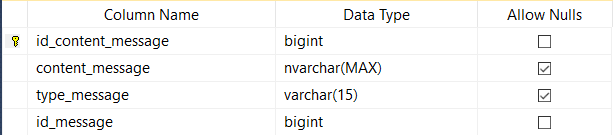 Column Name Data Type Allow Nulls
id_content_message bigint
content_message nvarchar(MAX)
type_message varchar(15)
id_message bigint